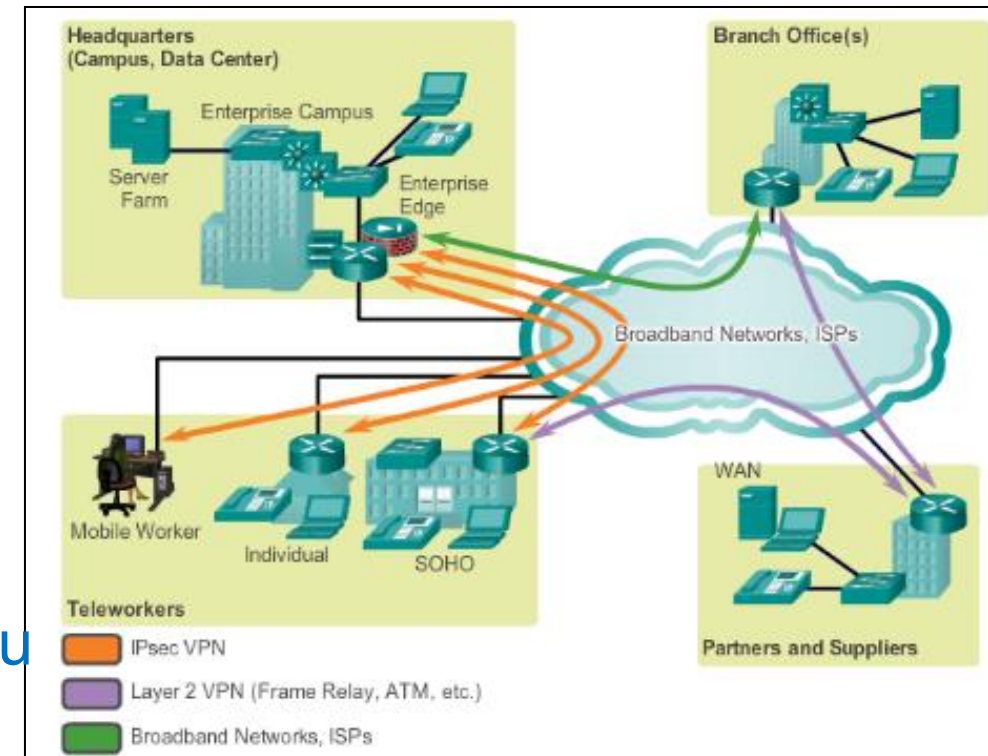 Headquarters
(Campus, Data Center)
Enterprise Campus
Server
Farm
Enterprise
Edge
Branch Office(s)
Broadband Networks, ISPs
Mobile Worker
Individual
SOHO
Teleworkers
WAN
Partners and Suppliers
u
IPsec VPN
Layer 2 VPN (Frame Relay, ATM, etc.)
Broadband Networks, ISPs